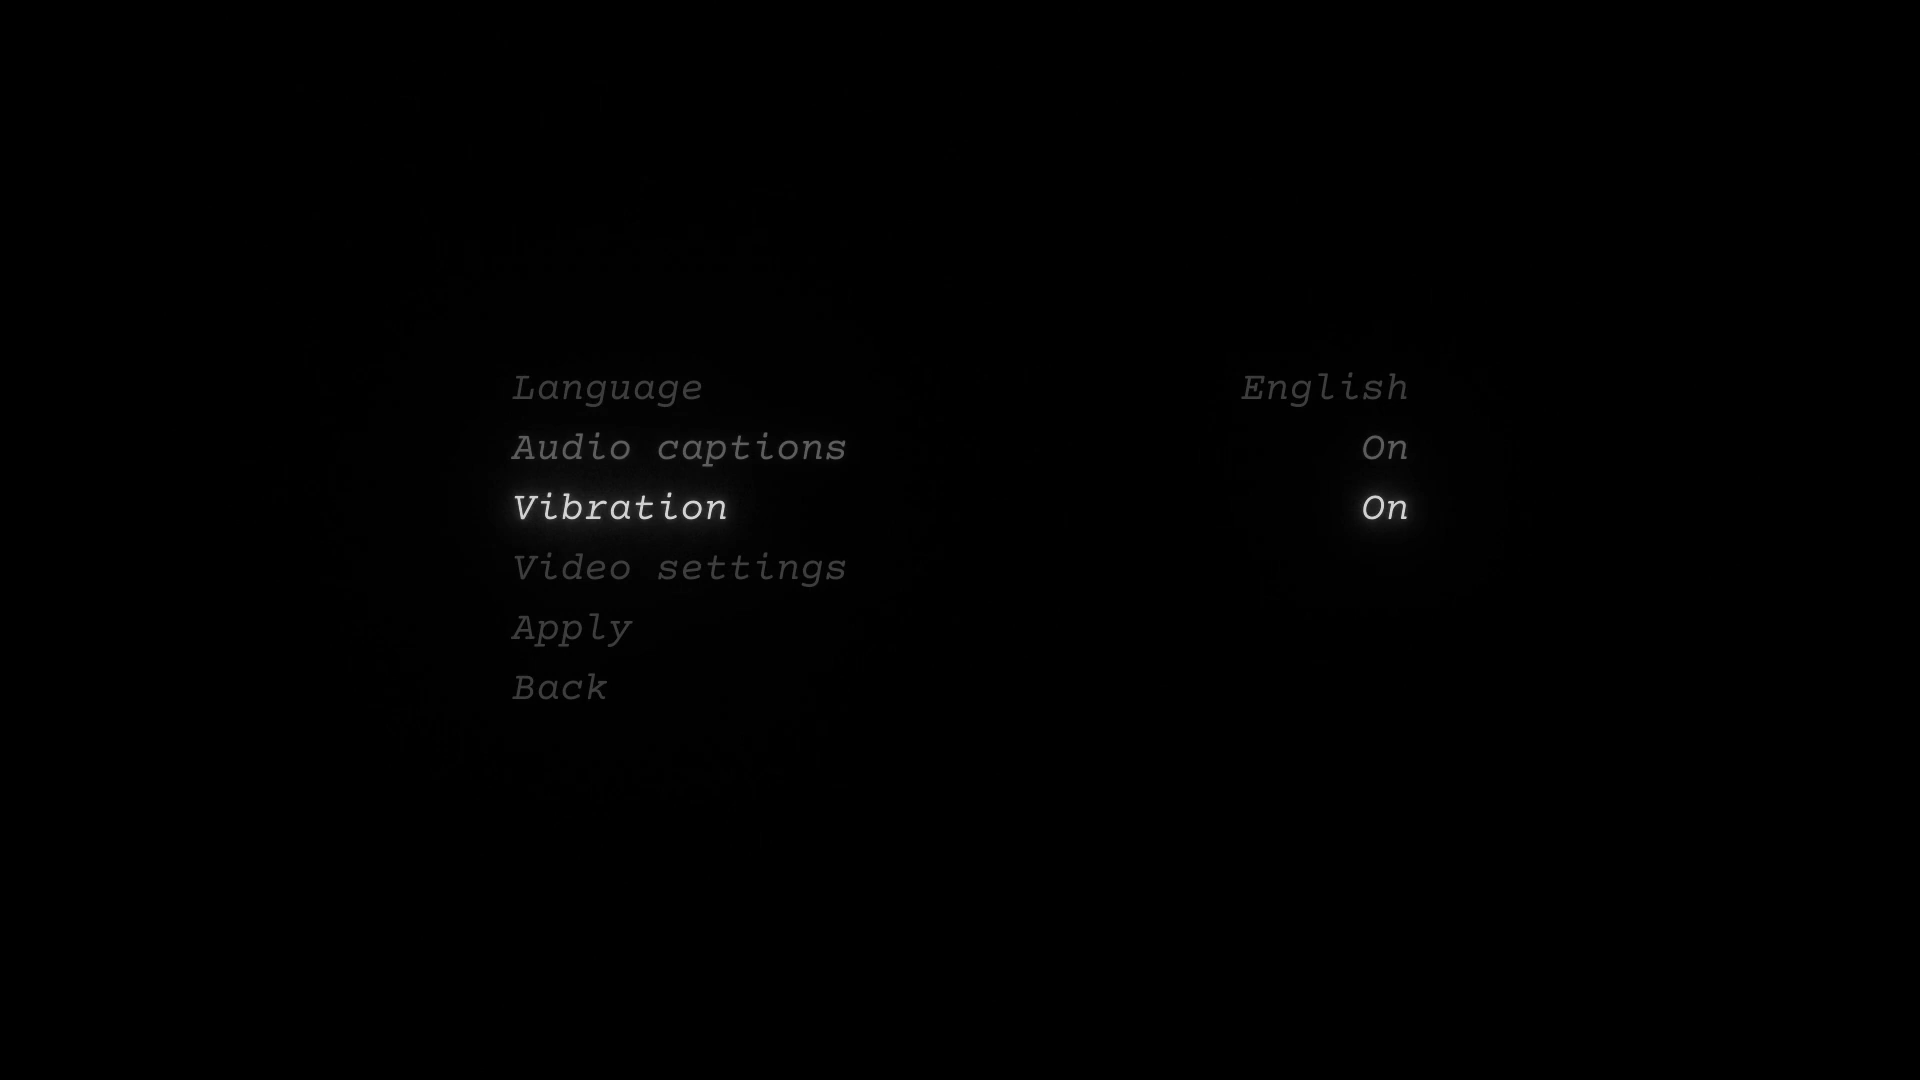 Language English
Audio captions On
Vibration On
Video settings
Apply
Back